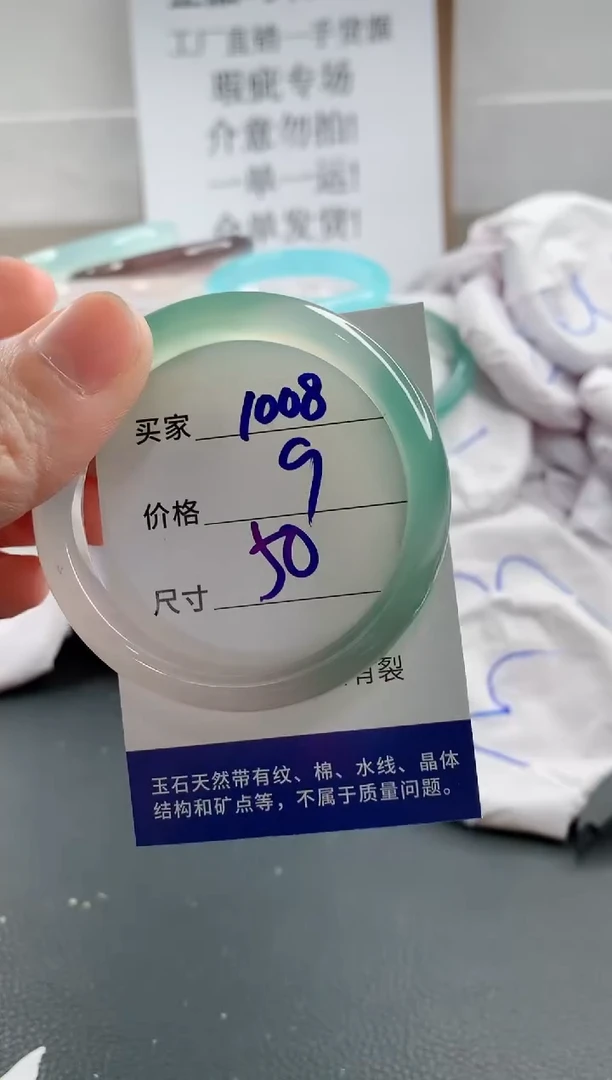 工厂直销一手货源
瑕疵专场
介意勿拍!
一单一运!
合单发货!
买家 1008
价格 9
尺寸 50
有裂
玉石天然带有纹、棉、水线、晶体
结构和矿点等，不属于质量问题。